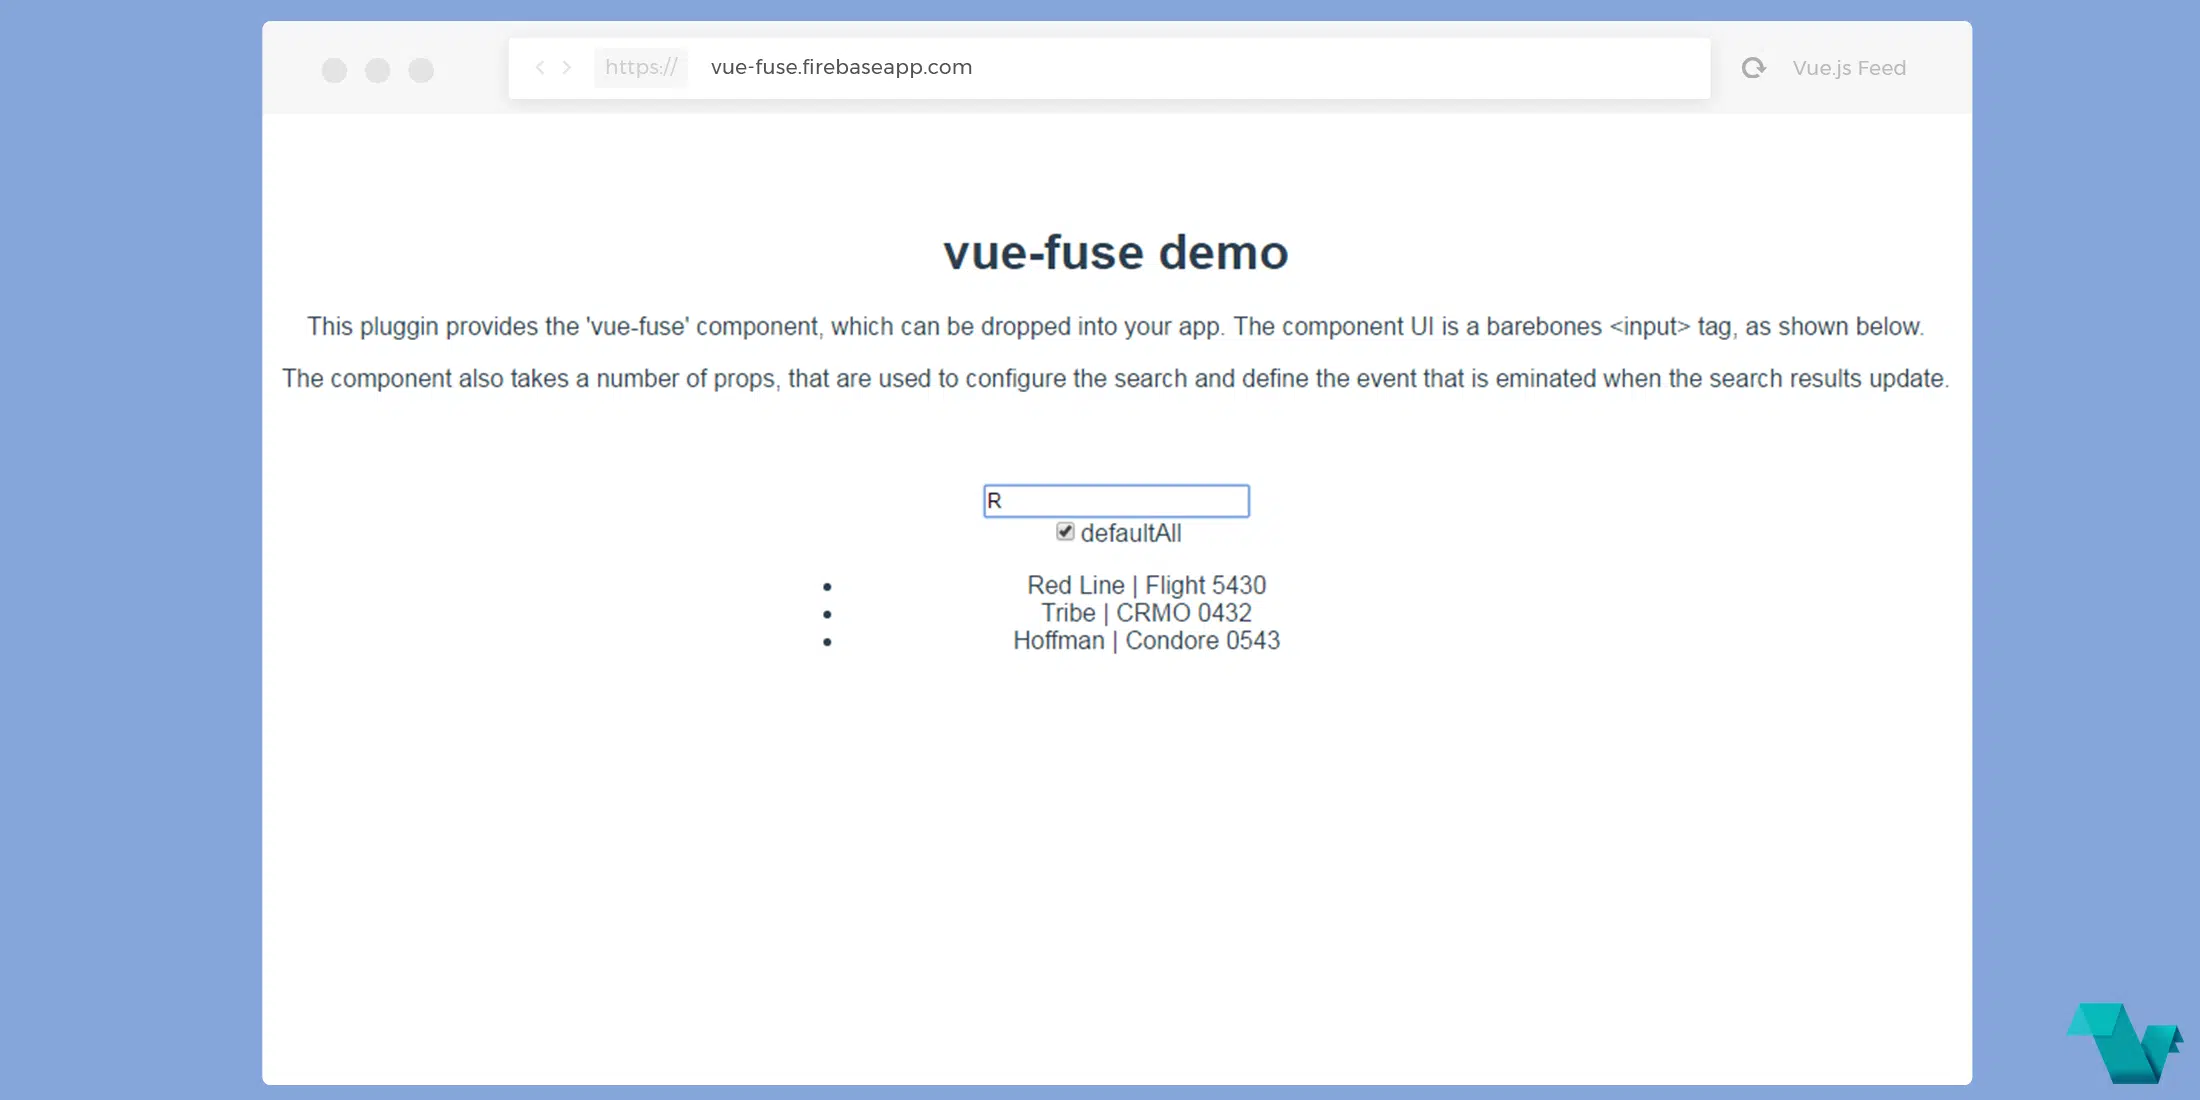 https:// vue-fuse.firebaseapp.com Vue.js Feed
vue-fuse demo
This pluggin provides the 'vue-fuse' component, which can be dropped into your app. The component UI is a barebones <input> tag, as shown below.
The component also takes a number of props, that are used to configure the search and define the event that is eminated when the search results update.
R
defaultAll
Red Line | Flight 5430
Tribe | CRMO 0432
Hoffman | Condore 0543